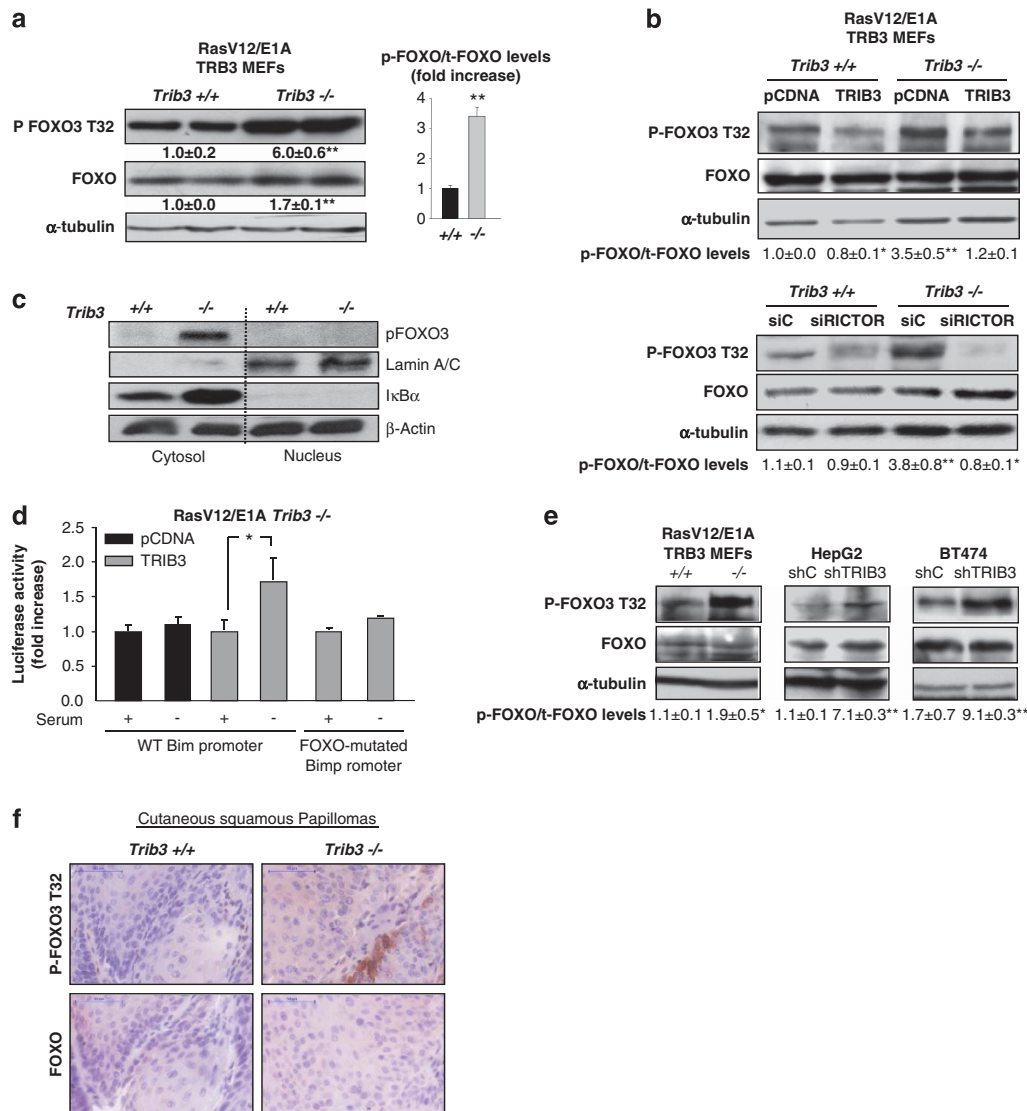 a
RasV12/E1A
TRB3 MEFs
Trib3 +/+ Trib3 -/-
P FOXO3 T32
1.0±0.2 6.0±0.6**
FOXO
1.0±0.0 1.7±0.1**
α-tubulin
p-FOXO/t-FOXO levels
(fold increase)
4
3
2
1
0
**
+/+ -/-
b
RasV12/E1A
TRB3 MEFs
Trib3 +/+ Trib3 -/-
pCDNA TRIB3 pCDNA TRIB3
P-FOXO3 T32
FOXO
α-tubulin
p-FOXO/t-FOXO levels 1.0±0.0 0.8±0.1* 3.5±0.5** 1.2±0.1
Trib3 +/+ Trib3 -/-
siC siRICTOR siC siRICTOR
P-FOXO3 T32
FOXO
α-tubulin
p-FOXO/t-FOXO levels 1.1±0.1 0.9±0.1 3.8±0.8** 0.8±0.1*
c
Trib3 +/+ -/- +/+ -/-
pFOXO3
Lamin A/C
IκBα
β-Actin
Cytosol Nucleus
d
RasV12/E1A Trib3 -/-
Luciferase activity
(fold increase)
2.5
2.0
1.5
1.0
0.5
0.0
pCDNA
TRIB3
*
Serum + - + - + -
WT Bim promoter FOXO-mutated
Bimp romoter
e
RasV12/E1A
TRB3 MEFs HepG2 BT474
+/+ -/- shC shTRIB3 shC shTRIB3
P-FOXO3 T32
FOXO
α-tubulin
p-FOXO/t-FOXO levels 1.1±0.1 1.9±0.5* 1.1±0.1 7.1±0.3** 1.7±0.7 9.1±0.3**
f
Cutaneous squamous Papillomas
Trib3 +/+ Trib3 -/-
P-FOXO3 T32
FOXO